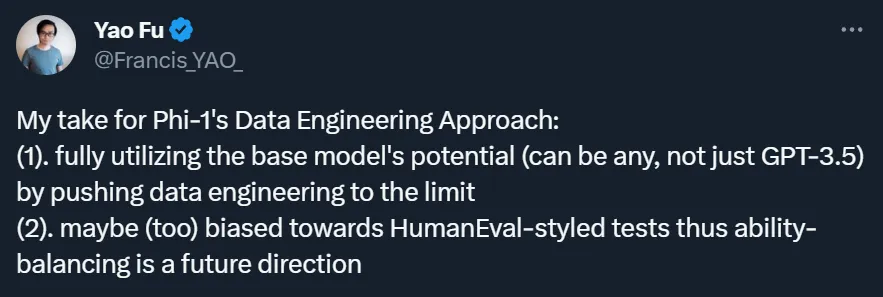 Yao Fu
@Francis_YAO_
My take for Phi-1's Data Engineering Approach:
(1). fully utilizing the base model's potential (can be any, not just GPT-3.5)
by pushing data engineering to the limit
(2). maybe (too) biased towards HumanEval-styled tests thus ability-
balancing is a future direction